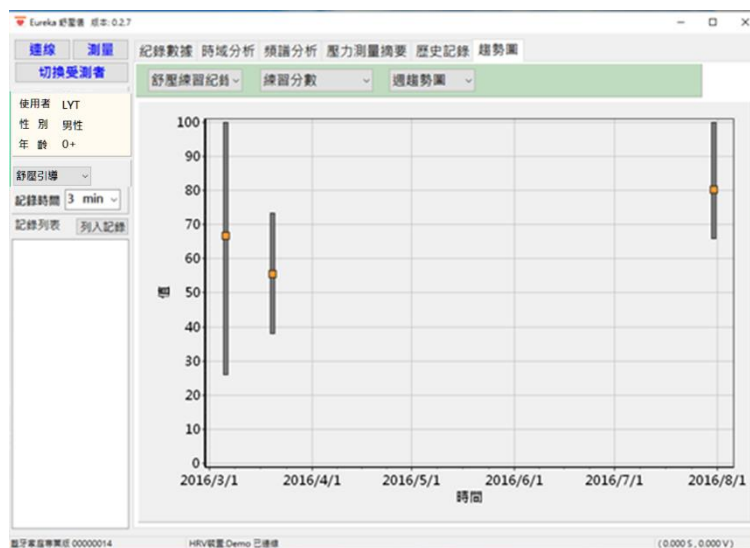 Eureka 舒壓儀 版本: 0.2.7
連線 測量
切換受測者
使用者 LYT
性 別 男性
年 齡 0+
舒壓引導
記錄時間 3 min
記錄列表 列入記錄
紀錄數據 時域分析 頻譜分析 壓力測量摘要 歷史記錄 趨勢圖
舒壓練習紀錄 練習分數 週趨勢圖
100
90
80
70
60
50
40
30
20
10
0
值
2016/3/1 2016/4/1 2016/5/1 2016/6/1 2016/7/1 2016/8/1
時間
00000014
HRV裝置:Demo 已連線
(0.000 S , 0.000 V)